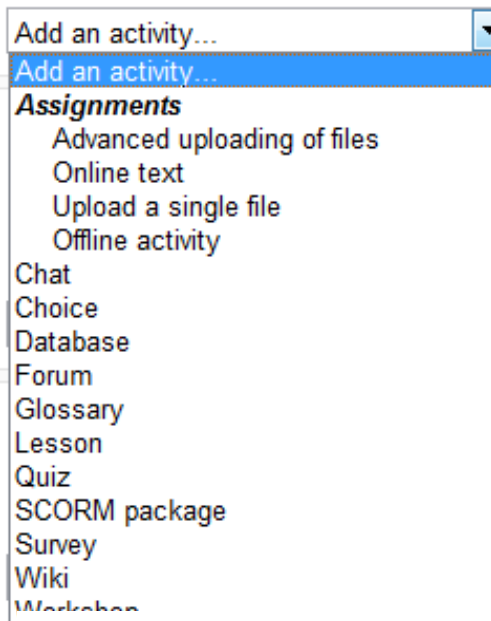 Add an activity...
Add an activity...
Assignments
Advanced uploading of files
Online text
Upload a single file
Offline activity
Chat
Choice
Database
Forum
Glossary
Lesson
Quiz
SCORM package
Survey
Wiki
Workshop